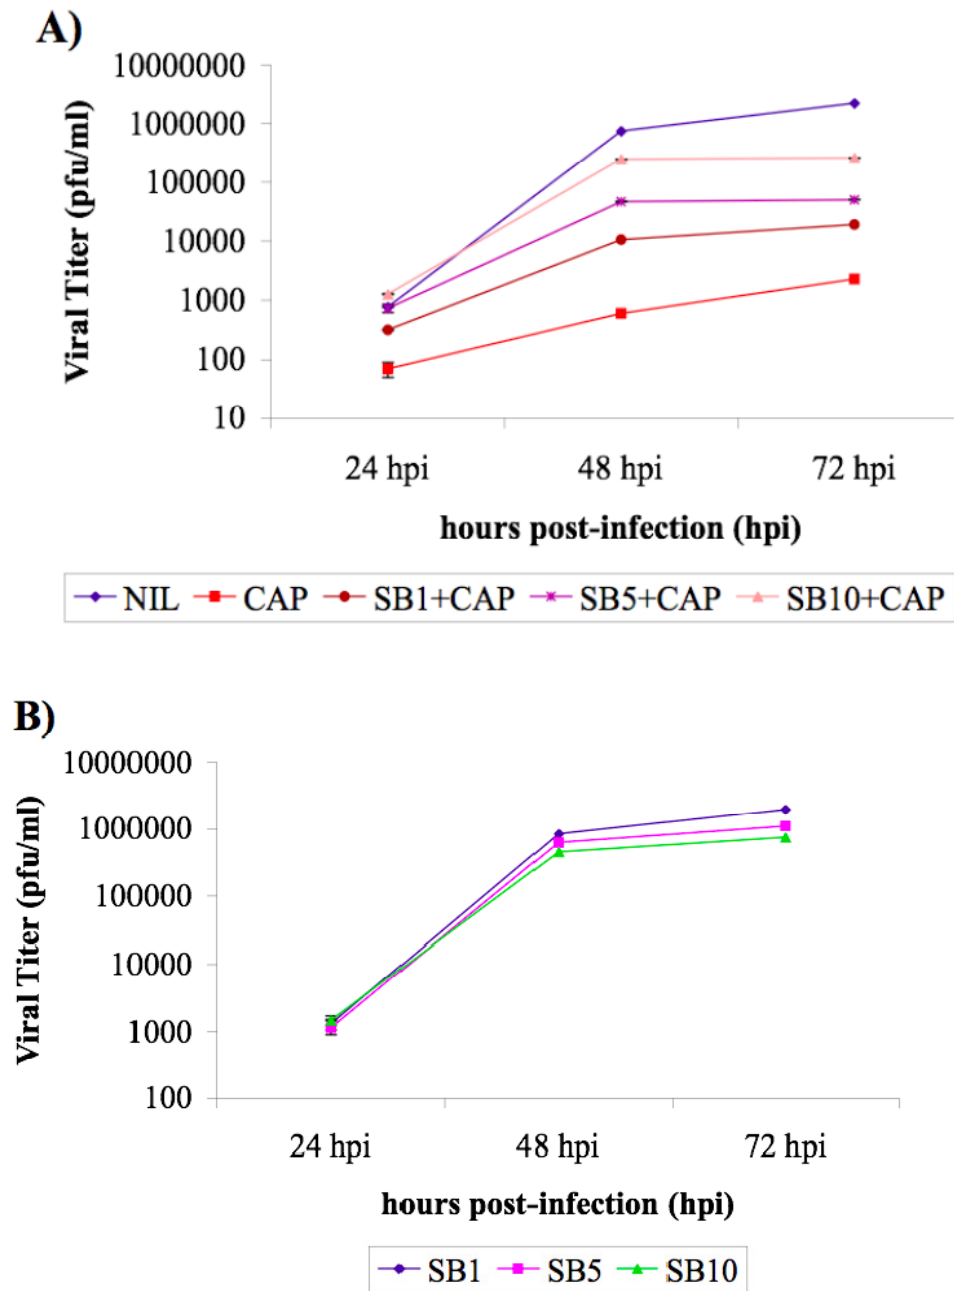 A)
Viral Titer (pfu/ml)
10000000
1000000
100000
10000
1000
100
10
24 hpi 48 hpi 72 hpi
hours post-infection (hpi)
NIL CAP SB1+CAP SB5+CAP SB10+CAP
B)
Viral Titer (pfu/ml)
10000000
1000000
100000
10000
1000
100
24 hpi 48 hpi 72 hpi
hours post-infection (hpi)
SB1 SB5 SB10